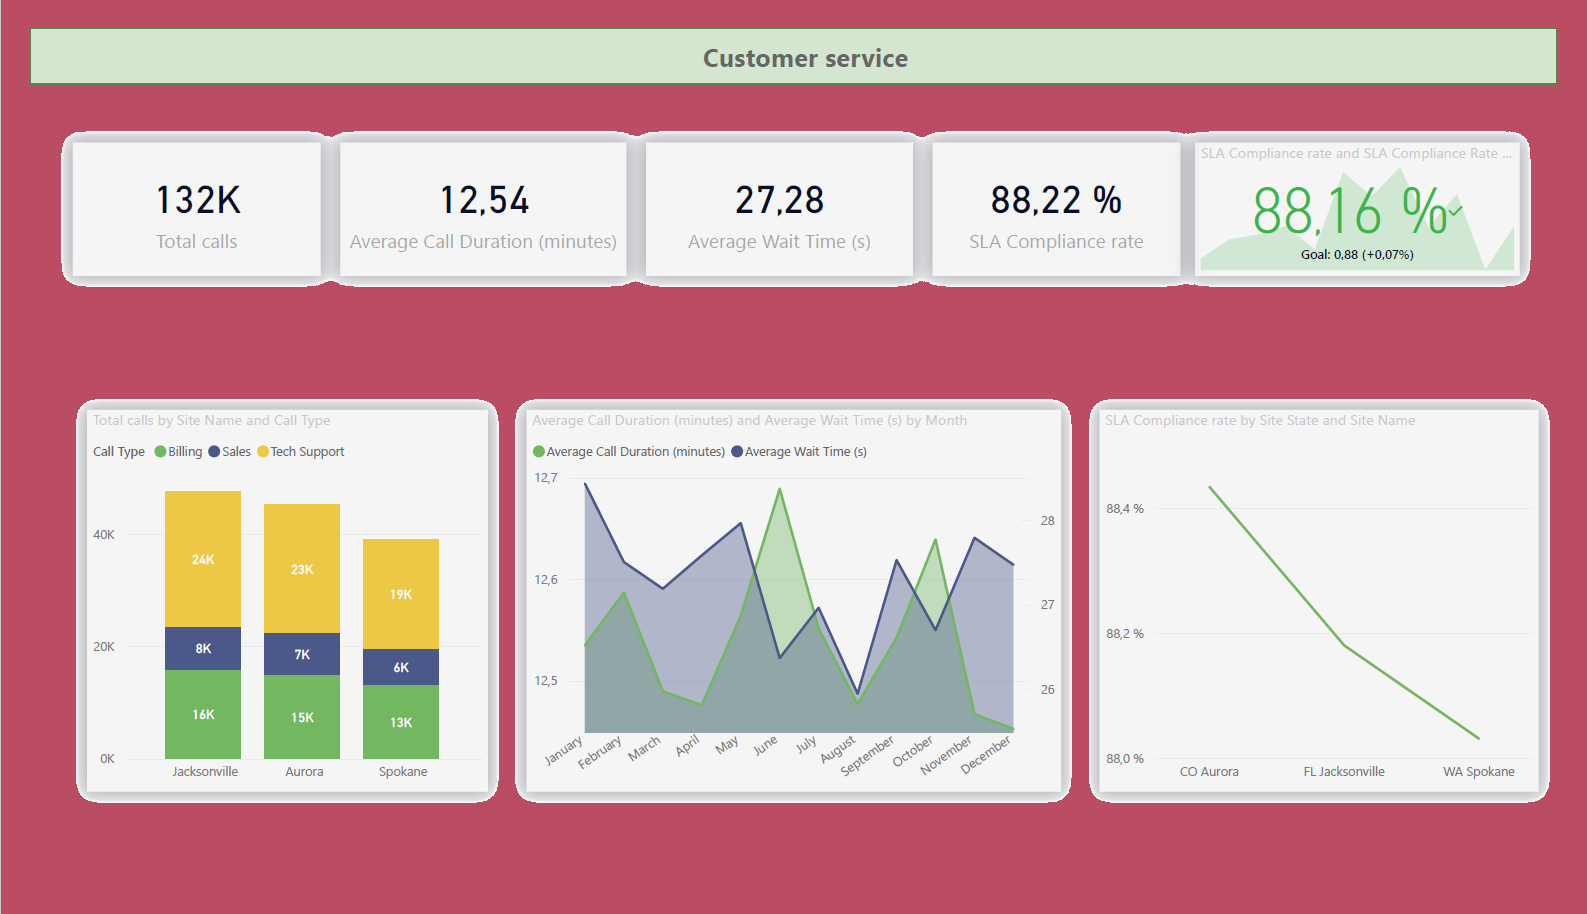 Customer service
132K
Total calls
12,54
Average Call Duration (minutes)
27,28
Average Wait Time (s)
88,22 %
SLA Compliance rate
SLA Compliance rate and SLA Compliance Rate ...
88,16 %
Goal: 0,88 (+0,07%)
Total calls by Site Name and Call Type
Call Type Billing Sales Tech Support
40K
20K
0K
24K
8K
16K
23K
7K
15K
19K
6K
13K
Jacksonville Aurora Spokane
Average Call Duration (minutes) and Average Wait Time (s) by Month
Average Call Duration (minutes) Average Wait Time (s)
12,7
12,6
12,5
28
27
26
January February March April May June July August September October November December
SLA Compliance rate by Site State and Site Name
88,4 %
88,2 %
88,0 %
CO Aurora FL Jacksonville WA Spokane